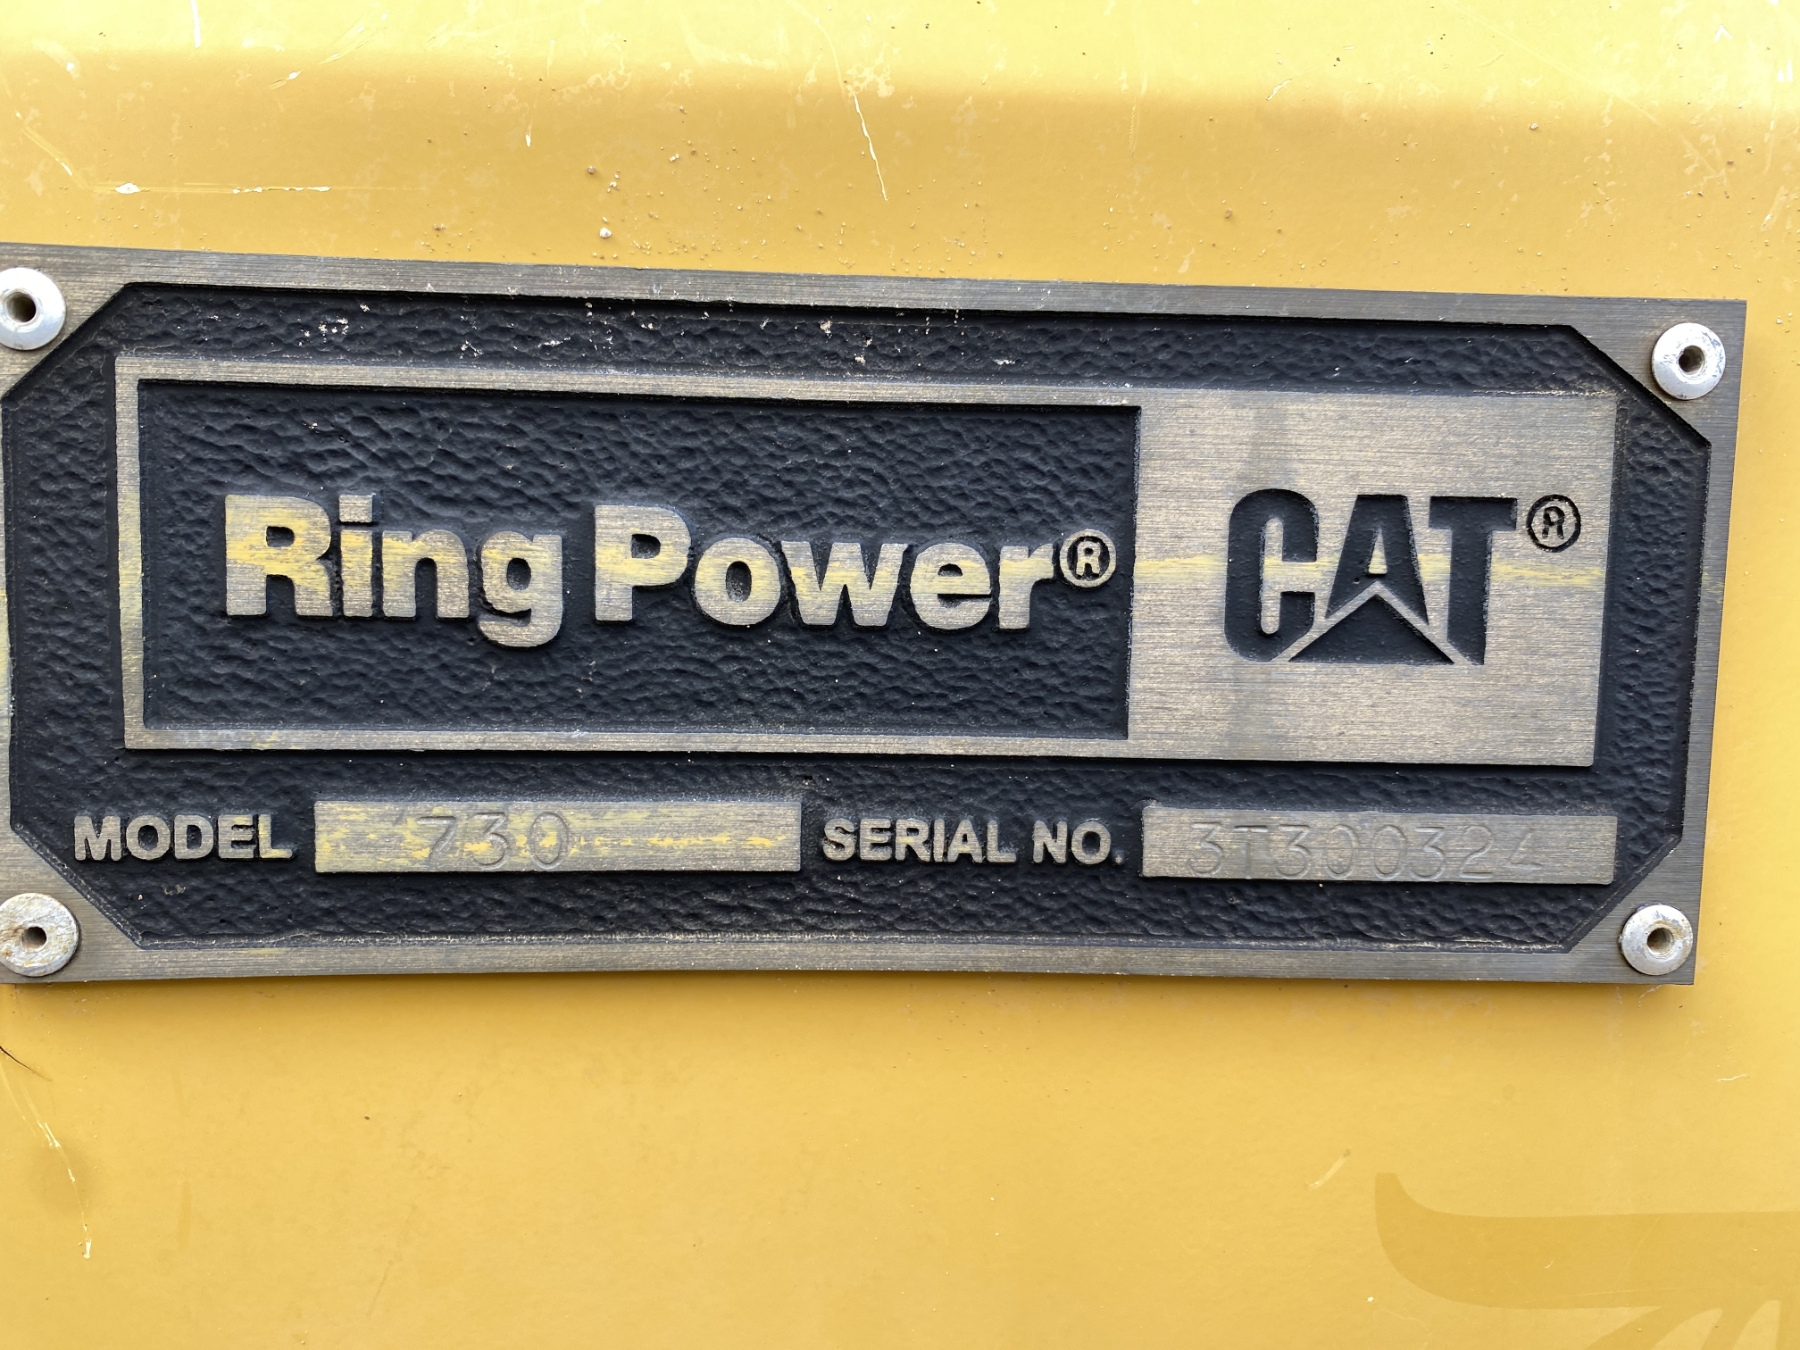 Ring Power® CAT®
MODEL 730 SERIAL NO. 3T300324